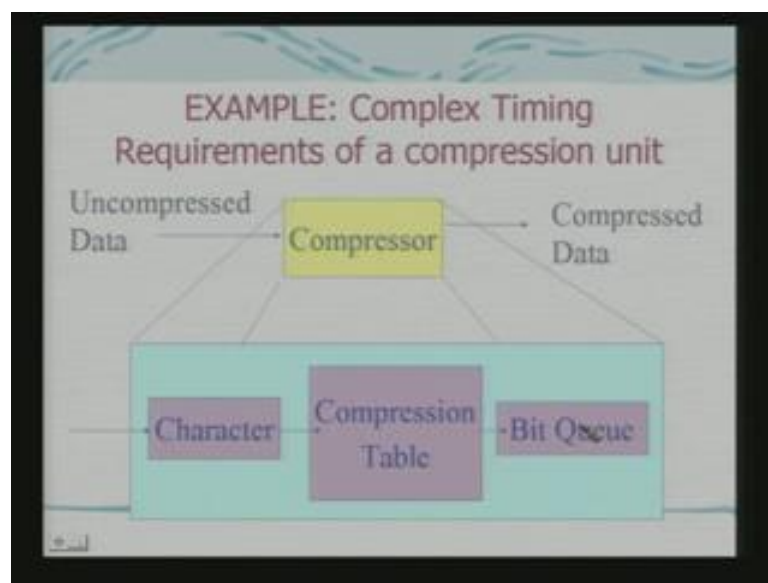 EXAMPLE: Complex Timing
Requirements of a compression unit
Uncompressed
Data
Compressor
Compressed
Data
Character
Compression
Table
Bit Queue